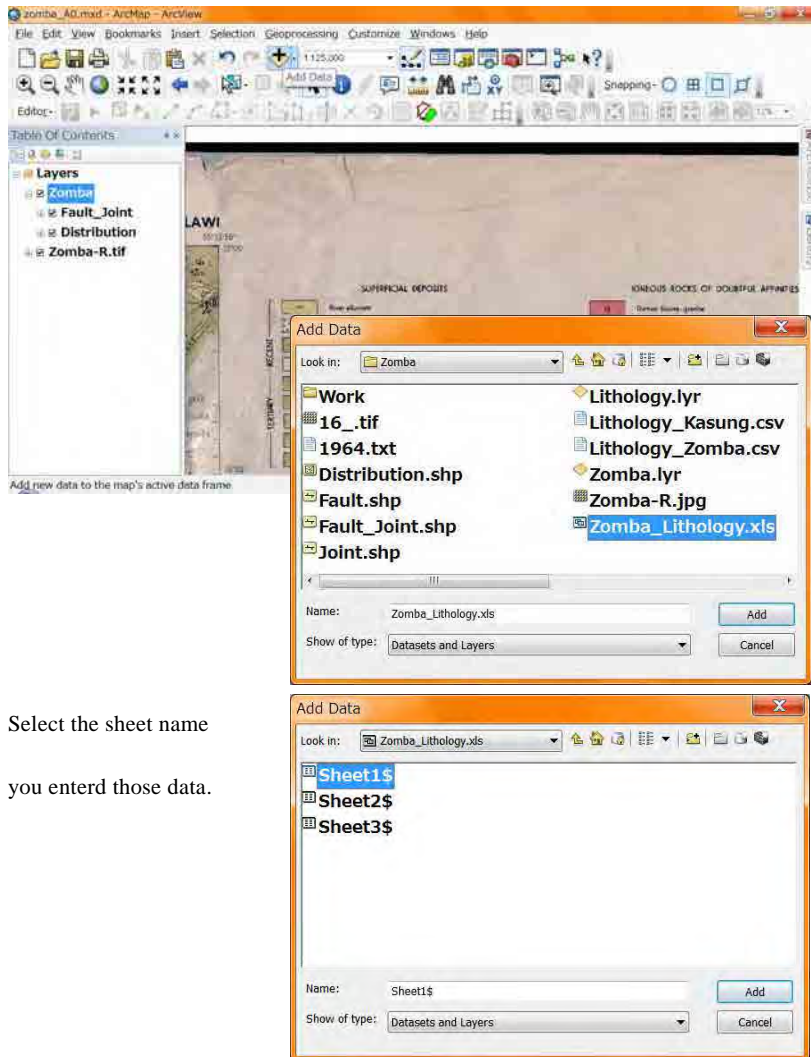 zomba_A0.mxd - ArcMap - ArcView
File Edit View Bookmarks Insert Selection Geoprocessing Customize Windows Help
1:125,000
Add Data
Snapping-
Editor-
Table Of Contents
Layers
Zomba
Fault_Joint
Distribution
Zomba-R.tif
LAWI
SUPERFICIAL DEPOSITS
IGNEOUS ROCKS OF DOUBTFUL AFFINITIES
River alluvium
RECENT
TERTIARY
Add new data to the map's active data frame
Add Data
Look in: Zomba
Work
16_.tif
1964.txt
Distribution.shp
Fault.shp
Fault_Joint.shp
Joint.shp
Lithology.lyr
Lithology_Kasung.csv
Lithology_Zomba.csv
Zomba.lyr
Zomba-R.jpg
Zomba_Lithology.xls
Name: Zomba_Lithology.xls Add
Show of type: Datasets and Layers Cancel
Select the sheet name
you enterd those data.
Add Data
Look in: Zomba_Lithology.xls
Sheet1$
Sheet2$
Sheet3$
Name: Sheet1$ Add
Show of type: Datasets and Layers Cancel